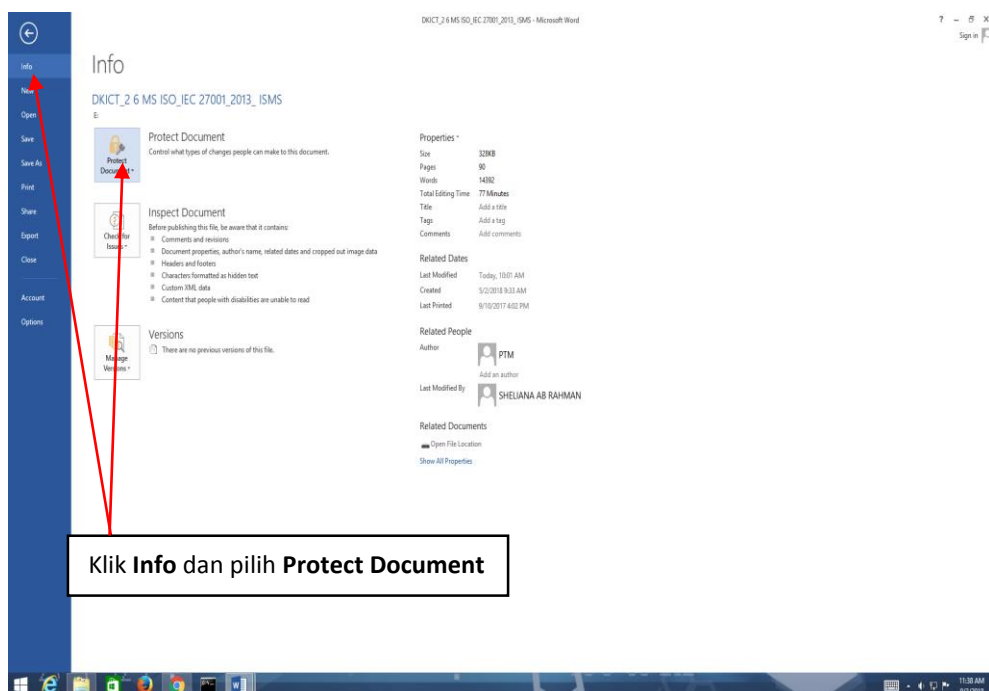 DKICT_2 6 MS ISO_IEC 27001_2013_ ISMS - Microsoft Word
?
Sign in
Info
New
Open
Save
Save As
Print
Share
Export
Close
Account
Options
Info
DKICT_2 6 MS ISO_IEC 27001_2013_ ISMS
E:
Protect Document
Protect Document
Control what types of changes people can make to this document.
Check for Issues
Inspect Document
Before publishing this file, be aware that it contains:
Comments and revisions
Document properties, author's name, related dates and cropped out image data
Headers and footers
Characters formatted as hidden text
Custom XML data
Content that people with disabilities are unable to read
Manage Versions
Versions
There are no previous versions of this file.
Properties
Size 328KB
Pages 90
Words 14392
Total Editing Time 77 Minutes
Title Add a title
Tags Add a tag
Comments Add comments
Related Dates
Last Modified Today, 10:01 AM
Created 5/2/2018 9:33 AM
Last Printed 9/10/2017 4:02 PM
Related People
Author PTM
Add an author
Last Modified By SHELIANA AB RAHMAN
Related Documents
Open File Location
Show All Properties
Klik Info dan pilih Protect Document
11:38 AM